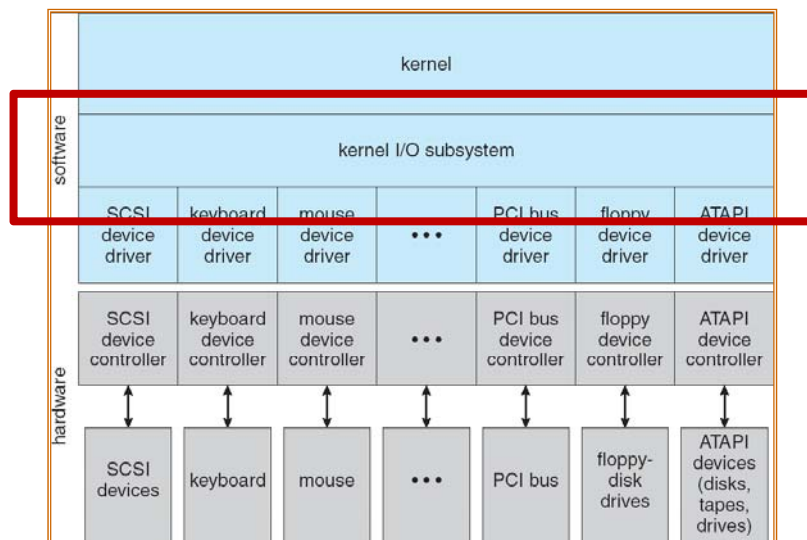 kernel
software
kernel I/O subsystem
SCSI
device
driver
keyboard
device
driver
mouse
device
driver
•••
PCI bus
device
driver
floppy
device
driver
ATAPI
device
driver
hardware
SCSI
device
controller
keyboard
device
controller
mouse
device
controller
•••
PCI bus
device
controller
floppy
device
controller
ATAPI
device
controller
SCSI
devices
keyboard
mouse
•••
PCI bus
floppy-
disk
drives
ATAPI
devices
(disks,
tapes,
drives)